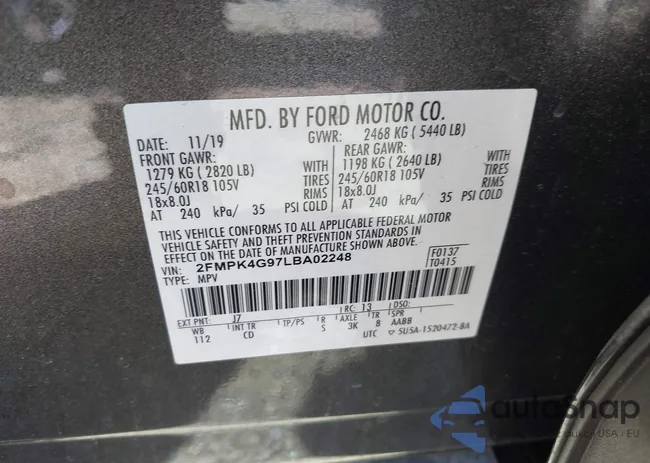 MFD. BY FORD MOTOR CO.
DATE: 11/19 GVWR: 2468 KG ( 5440 LB)
FRONT GAWR: REAR GAWR:
1279 KG ( 2820 LB) WITH 1198 KG ( 2640 LB) WITH
245/60R18 105V TIRES 245/60R18 105V TIRES
18x8.0J RIMS 18x8.0J RIMS
AT 240 kPa/ 35 PSI COLD AT 240 kPa/ 35 PSI COLD
THIS VEHICLE CONFORMS TO ALL APPLICABLE FEDERAL MOTOR
VEHICLE SAFETY AND THEFT PREVENTION STANDARDS IN
EFFECT ON THE DATE OF MANUFACTURE SHOWN ABOVE.
VIN: 2FMPK4G97LBA02248 F0137
TYPE: MPV T0415
EXT PNT: J7 RC: 13 DSO:
WB INT TR TP/PS R AXLE TR SPR
112 CD S 3K 8 AABB
UTC 5U5A-1520472-BA
autoSnap
USA - EU